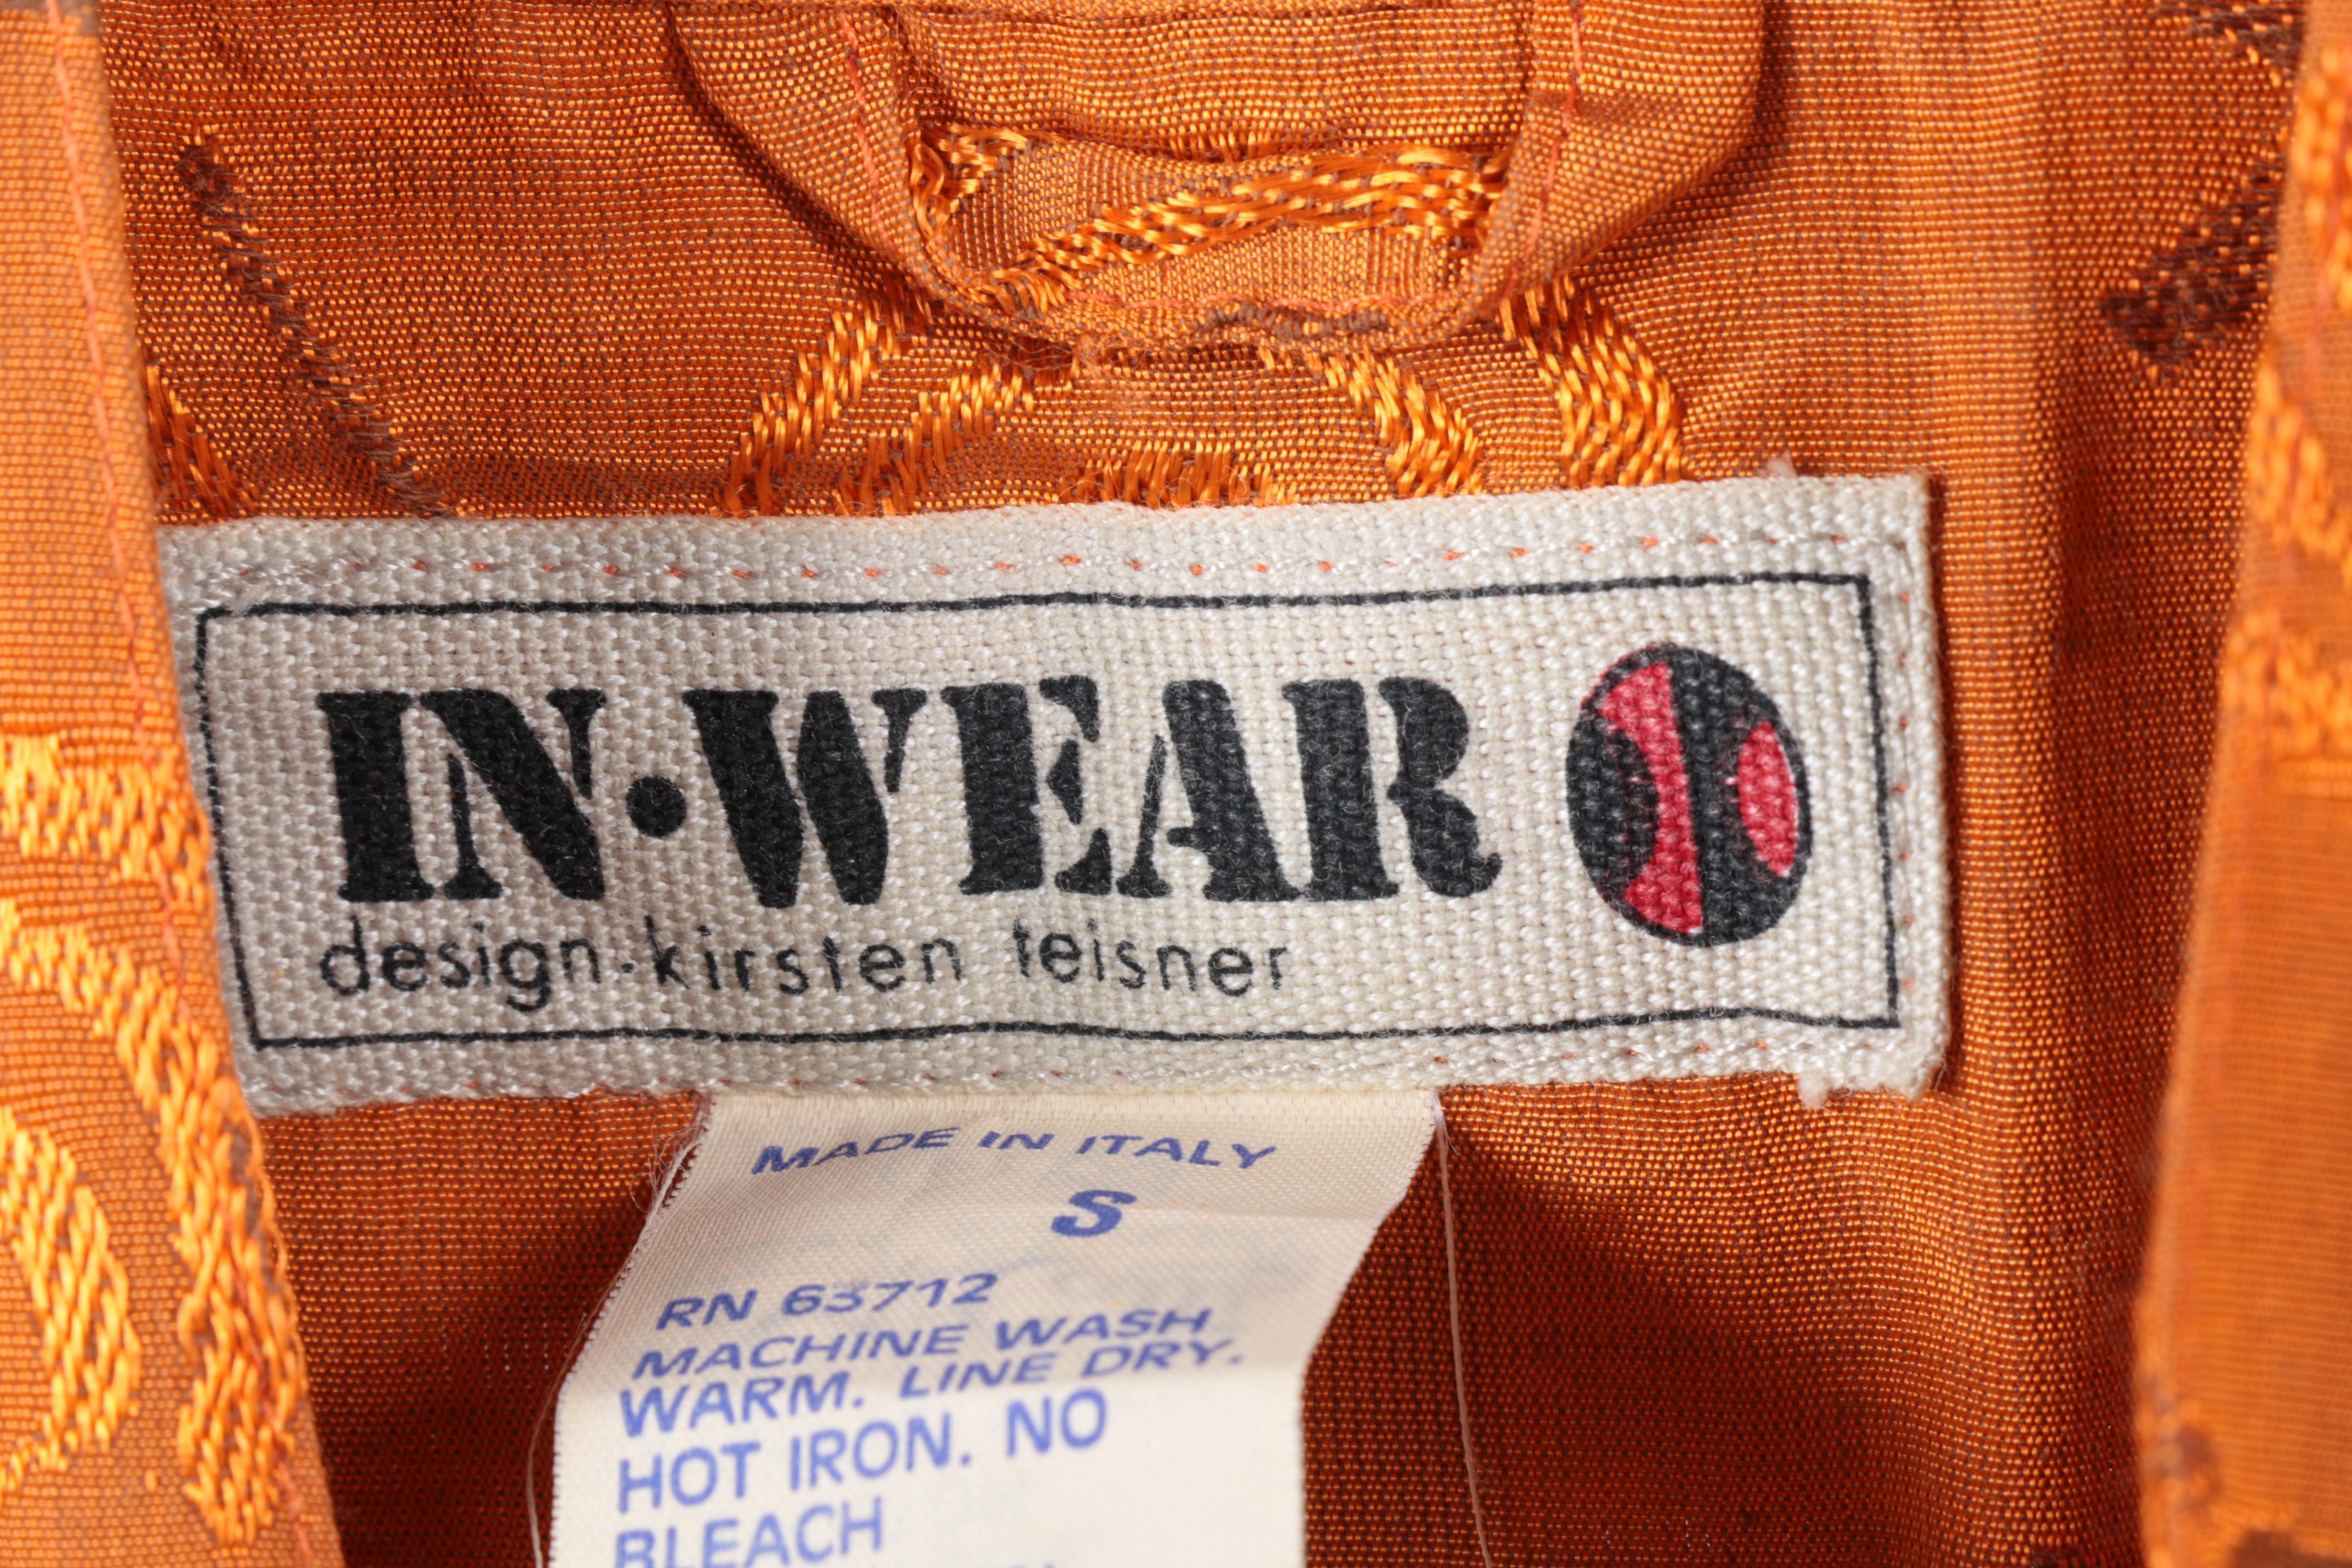 IN·WEAR
design·kirsten teisner
MADE IN ITALY
S
RN 63712
MACHINE WASH
WARM. LINE DRY.
HOT IRON. NO
BLEACH